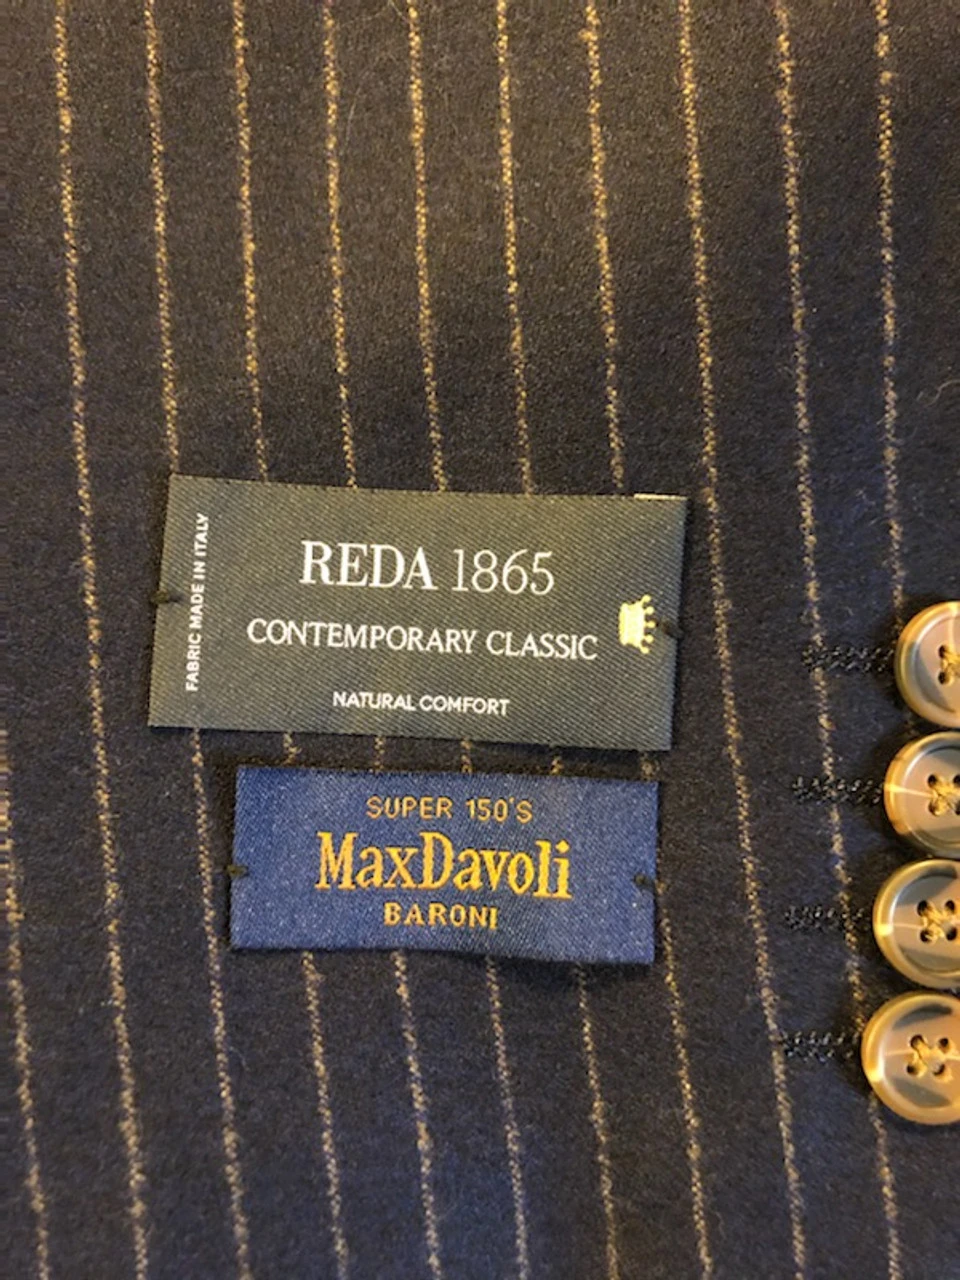 FABRIC MADE IN ITALY
REDA 1865
CONTEMPORARY CLASSIC
NATURAL COMFORT
SUPER 150'S
MaxDavoli
BARONI